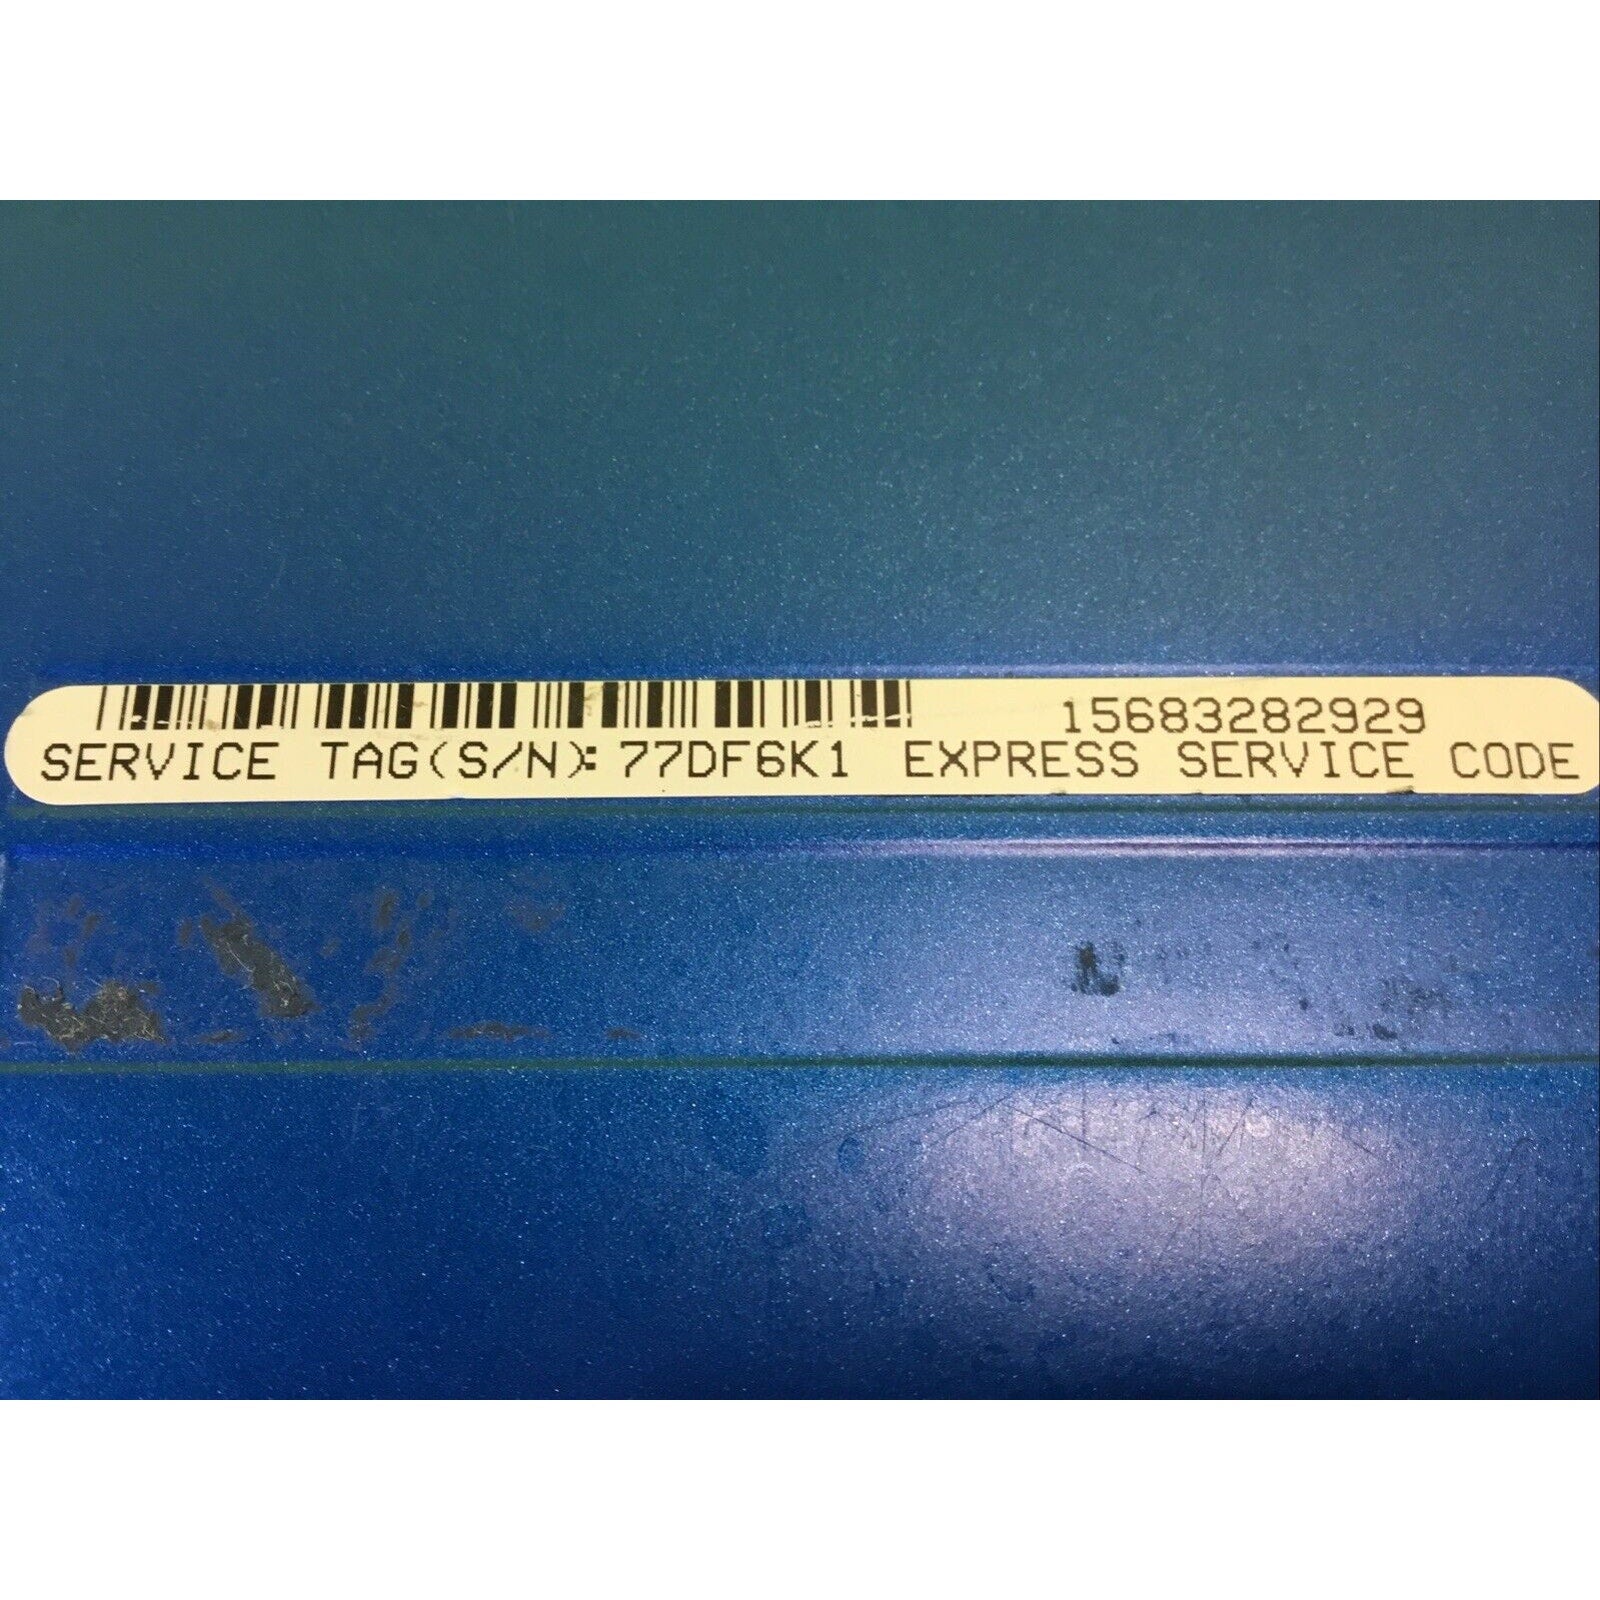 15683282929
SERVICE TAG(S/N): 77DF6K1 EXPRESS SERVICE CODE